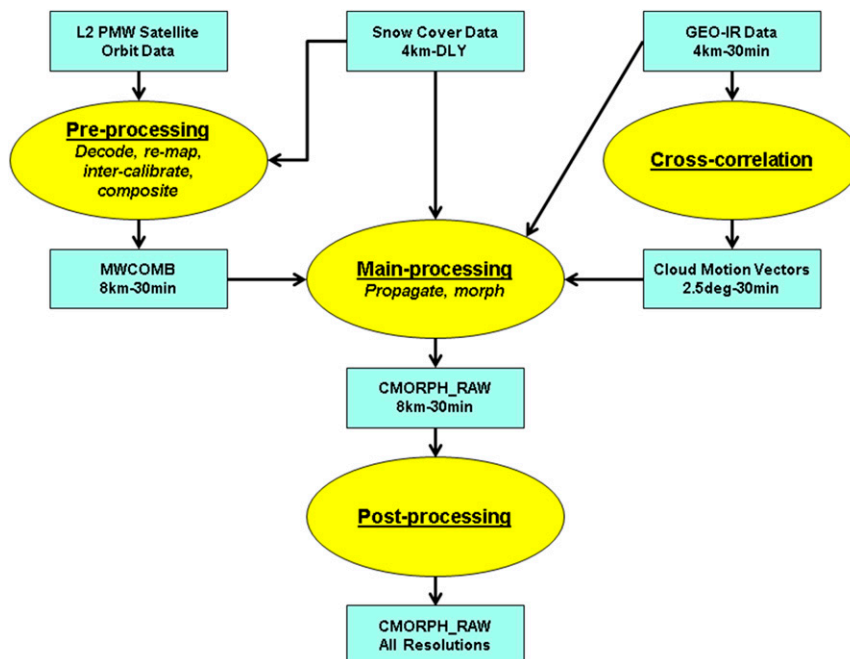 L2 PMW Satellite
Orbit Data
Snow Cover Data
4km-DLY
GEO-IR Data
4km-30min
Pre-processing
Decode, re-map,
inter-calibrate,
composite
Cross-correlation
MWCOMB
8km-30min
Main-processing
Propagate, morph
Cloud Motion Vectors
2.5deg-30min
CMORPH_RAW
8km-30min
Post-processing
CMORPH_RAW
All Resolutions